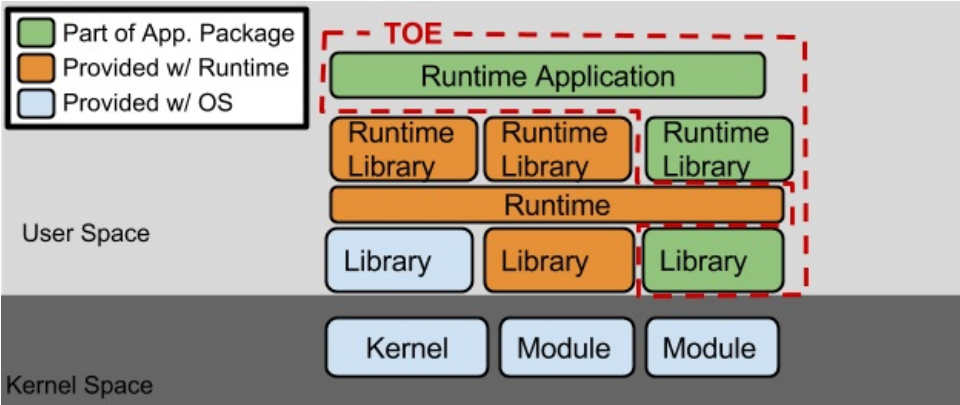 Part of App. Package
Provided w/ Runtime
Provided w/ OS
TOE
Runtime Application
Runtime
Library
Runtime
Library
Runtime
Library
Runtime
User Space
Library
Library
Library
Kernel
Module
Module
Kernel Space